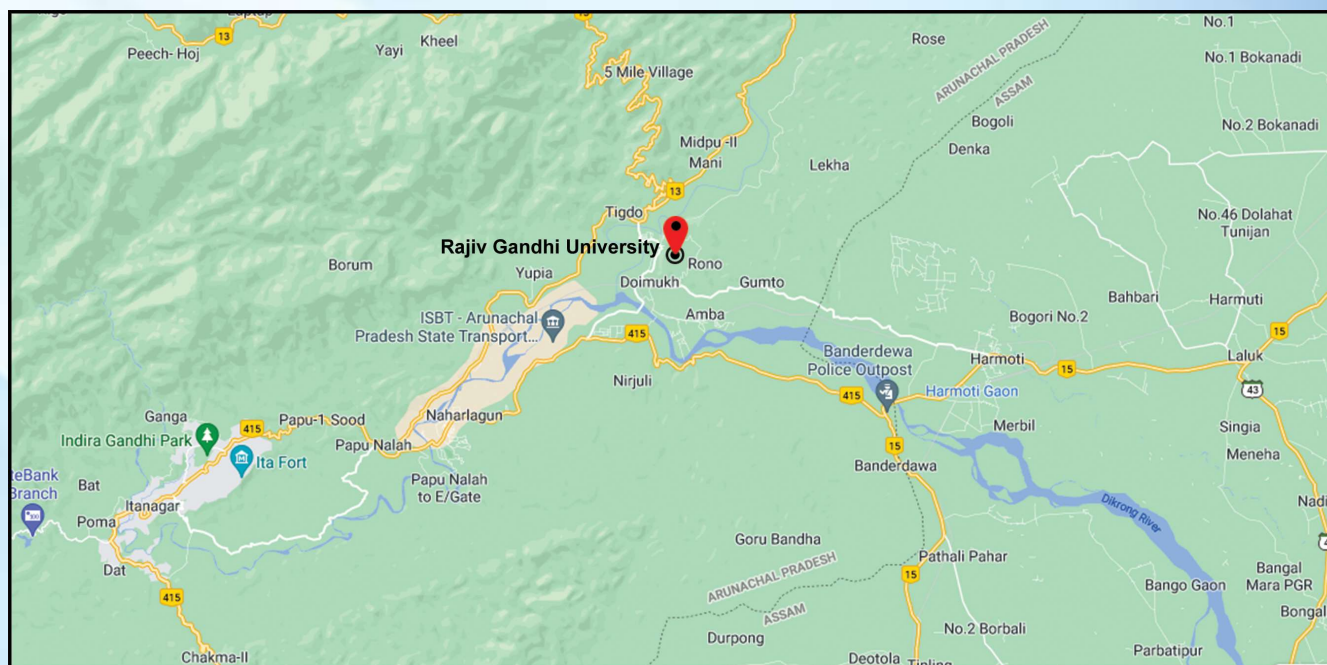 13
Peech- Hoj
Yayi
Kheel
13
5 Mile Village
Rose
No.1
No.1 Bokanadi
ARUNACHAL PRADESH
ASSAM
Bogoli
No.2 Bokanadi
Denka
Midpu -II
Mani
Lekha
13
Tigdo
No.46 Dolahat
Tunijan
Rajiv Gandhi University
Borum
Yupia
Rono
Doimukh
Gumto
Bahbari
Harmuti
ISBT - Arunachal
Pradesh State Transport...
415
Amba
Bogori No.2
15
Banderdewa
Police Outpost
Harmoti
15
Laluk
Nirjuli
415
Harmoti Gaon
43
Ganga
Papu-1 Sood
Naharlagun
415
Indira Gandhi Park
Papu Nalah
Merbil
Singia
15
Meneha
Ita Fort
Banderdawa
teBank
Branch
Bat
Papu Nalah
to E/Gate
Itanagar
Poma
Dikrong River
Nadi
Goru Bandha
Pathali Pahar
Dat
ARUNACHAL PRADESH
ASSAM
15
Bango Gaon
Bangal
Mara PGR
415
Bongal
No.2 Borbali
Durpong
Chakma-II
Deotola
Parbatipur